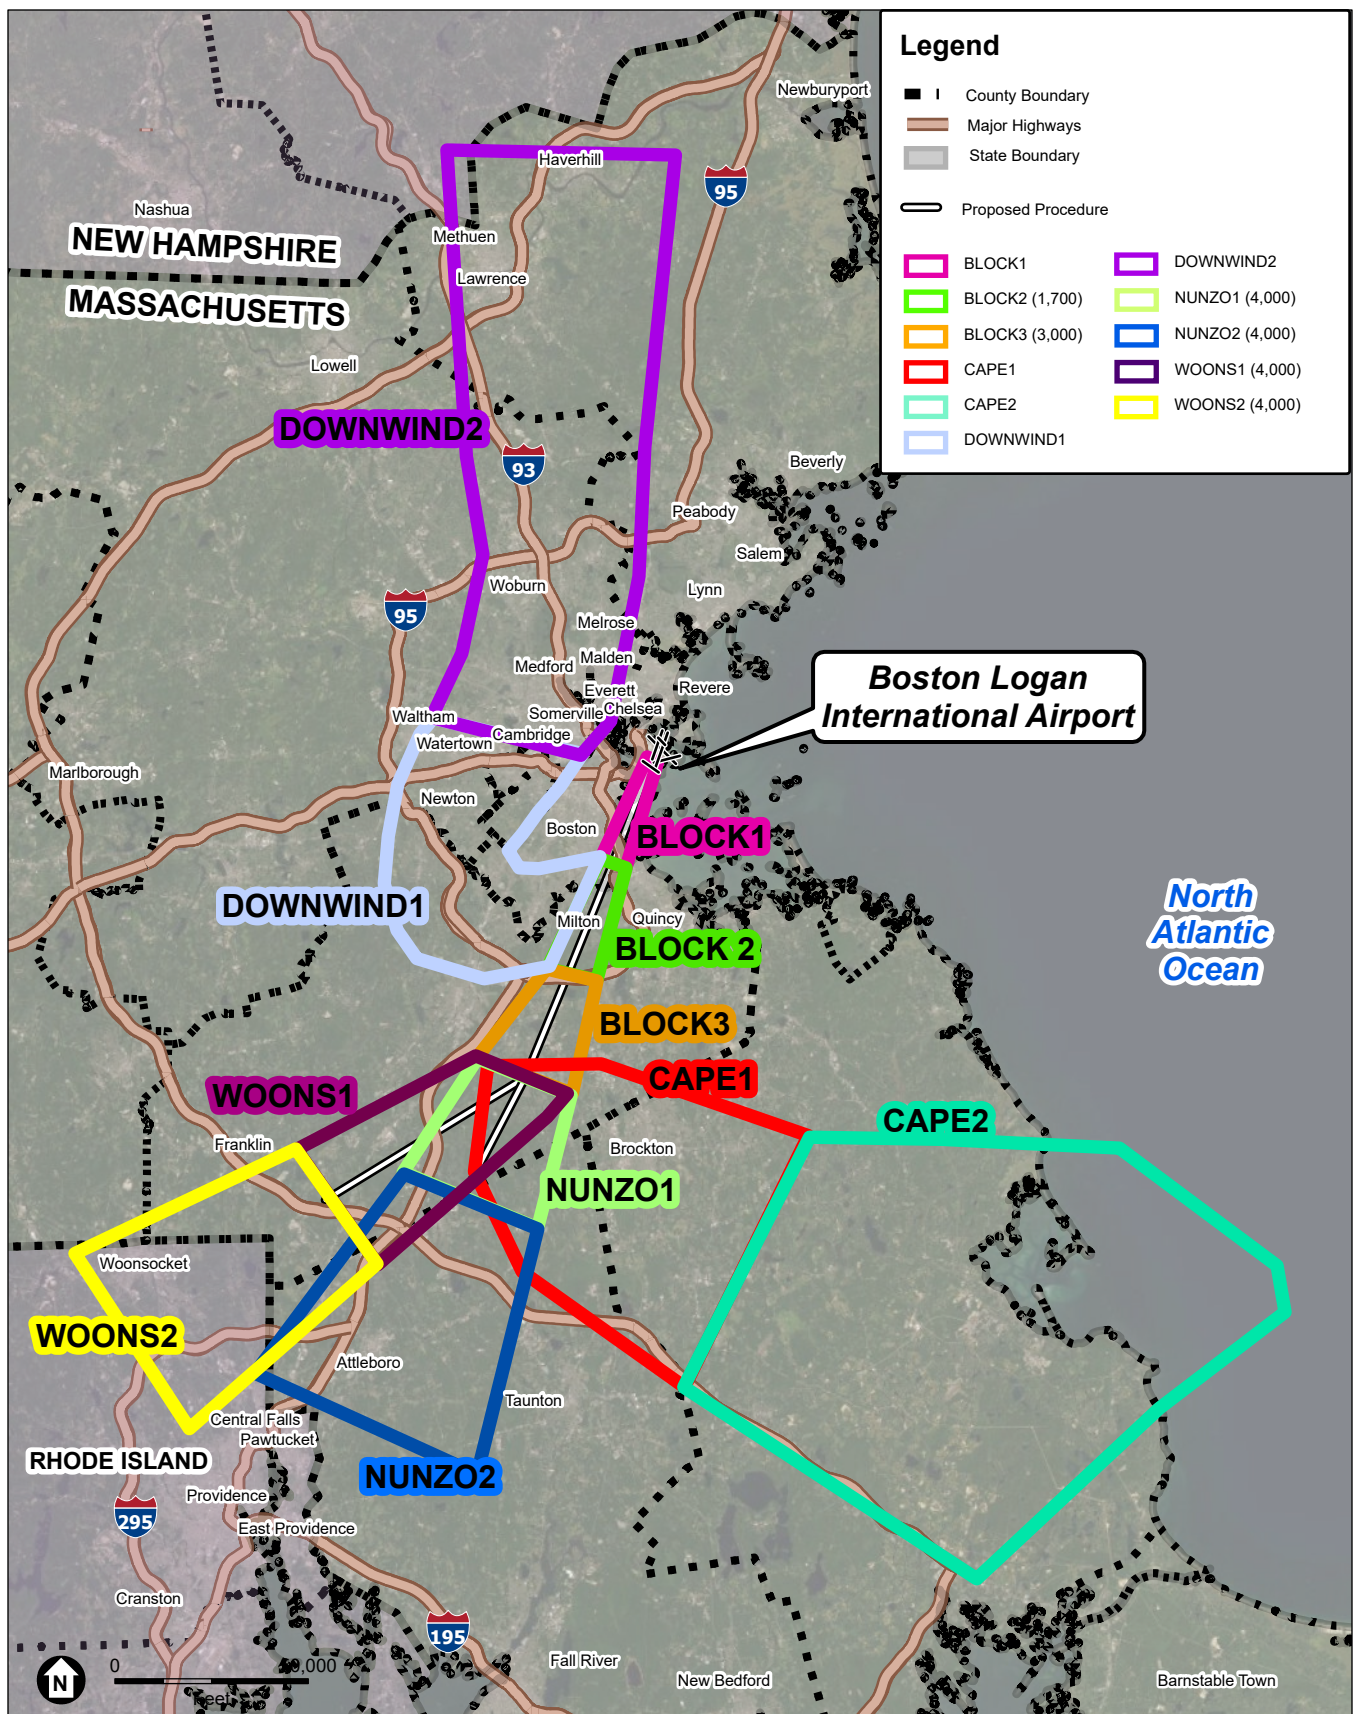 Legend
County Boundary
Major Highways
State Boundary
Proposed Procedure
BLOCK1
BLOCK2 (1,700)
BLOCK3 (3,000)
CAPE1
CAPE2
DOWNWIND1
DOWNWIND2
NUNZO1 (4,000)
NUNZO2 (4,000)
WOONS1 (4,000)
WOONS2 (4,000)
Newburyport
Haverhill
95
Nashua
NEW HAMPSHIRE
Methuen
Lawrence
MASSACHUSETTS
Lowell
DOWNWIND2
93
Beverly
Peabody
Salem
Woburn
Lynn
95
Melrose
Malden
Medford
Everett
Revere
Boston Logan
International Airport
Chelsea
Somerville
Waltham
Cambridge
Watertown
Marlborough
Newton
Boston
BLOCK1
DOWNWIND1
North
Atlantic
Ocean
Milton
Quincy
BLOCK 2
BLOCK3
CAPE1
WOONS1
CAPE2
Franklin
Brockton
NUNZO1
Woonsocket
WOONS2
Attleboro
Taunton
Central Falls
Pawtucket
RHODE ISLAND
NUNZO2
Providence
295
East Providence
Cranston
195
Fall River
New Bedford
Barnstable Town
N
0
Feet